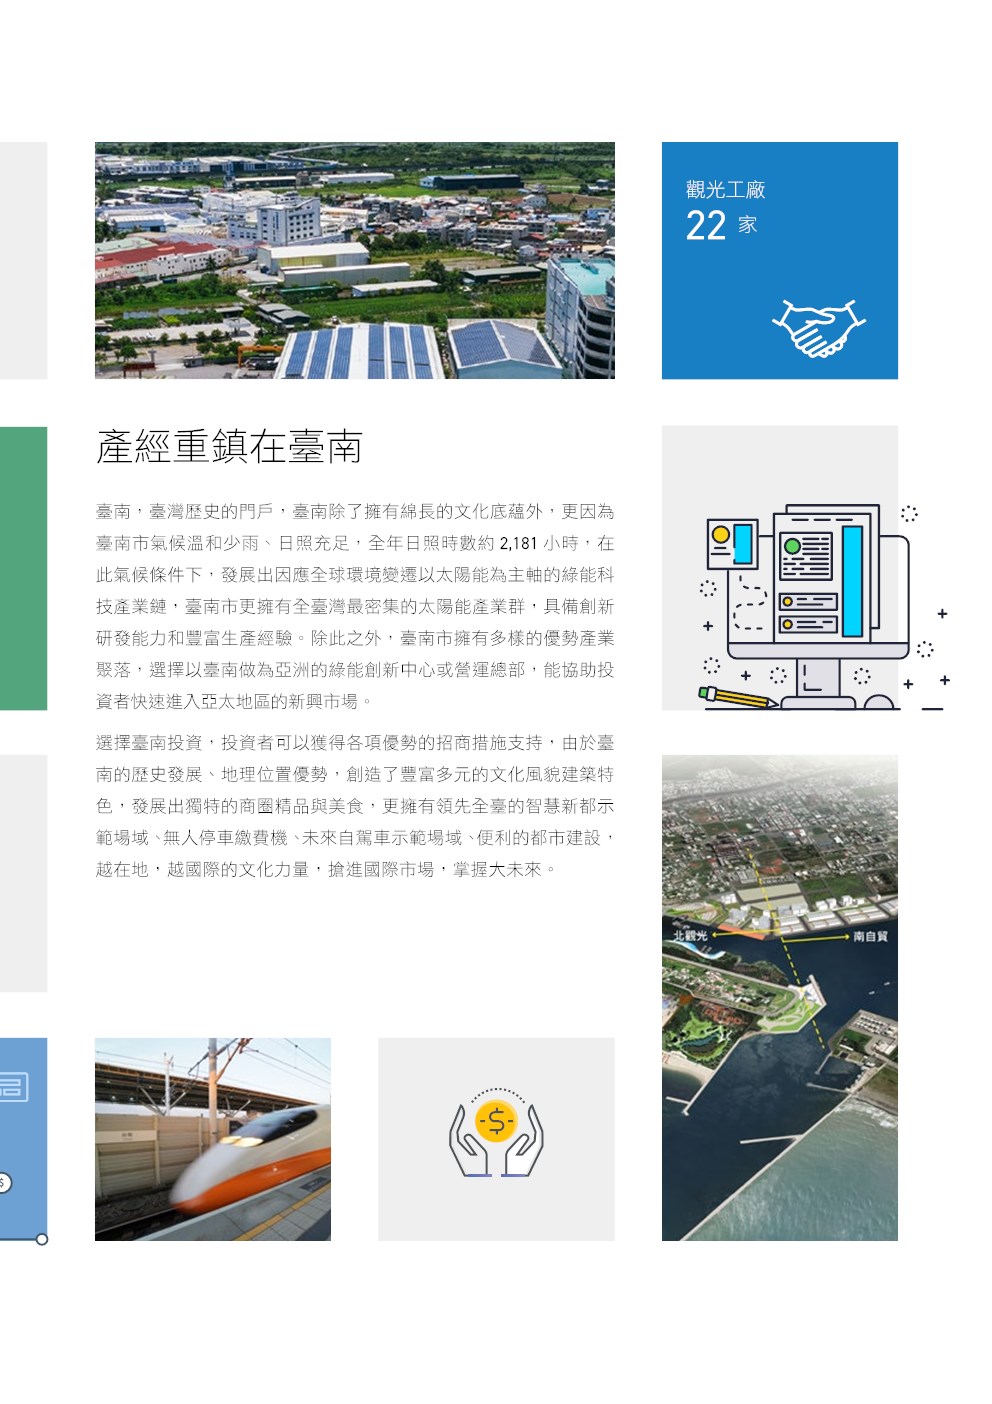 觀光工廠
22 家
產經重鎮在臺南
臺南，臺灣歷史的門戶，臺南除了擁有綿長的文化底蘊外，更因為
臺南市氣候溫和少雨、日照充足，全年日照時數約 2,181 小時，在
此氣候條件下，發展出因應全球環境變遷以太陽能為主軸的綠能科
技產業鏈，臺南市更擁有全臺灣最密集的太陽能產業群，具備創新
研發能力和豐富生產經驗。除此之外，臺南市擁有多樣的優勢產業
聚落，選擇以臺南做為亞洲的綠能創新中心或營運總部，能協助投
資者快速進入亞太地區的新興市場。
選擇臺南投資，投資者可以獲得各項優勢的招商措施支持，由於臺
南的歷史發展、地理位置優勢，創造了豐富多元的文化風貌建築特
色，發展出獨特的商圈精品與美食，更擁有領先全臺的智慧新都示
範場域、無人停車繳費機、未來自駕車示範場域、便利的都市建設，
越在地，越國際的文化力量，搶進國際市場，掌握大未來。
北觀光
南自貿
$
$